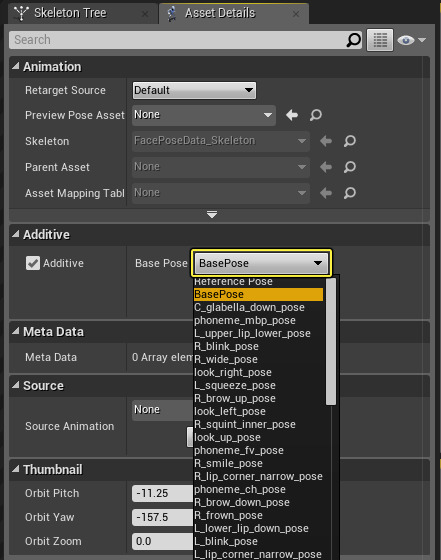 Skeleton Tree
Asset Details
Search
Animation
Retarget Source
Default
Preview Pose Asset
None
Skeleton
FacePoseData_Skeleton
Parent Asset
None
Asset Mapping Tabl
None
Additive
Additive
Base Pose
BasePose
Reference Pose
BasePose
C_glabella_down_pose
phoneme_mbp_pose
L_upper_lip_lower_pose
R_blink_pose
R_wide_pose
look_right_pose
L_squeeze_pose
R_brow_up_pose
look_left_pose
R_squint_inner_pose
look_up_pose
phoneme_fv_pose
R_smile_pose
R_lip_corner_narrow_pose
phoneme_ch_pose
R_brow_down_pose
R_frown_pose
L_lower_lip_down_pose
L_blink_pose
L_lip_corner_narrow_pose
Meta Data
Meta Data
0 Array elem
Source
Source Animation
None
Thumbnail
Orbit Pitch
-11.25
Orbit Yaw
-157.5
Orbit Zoom
0.0